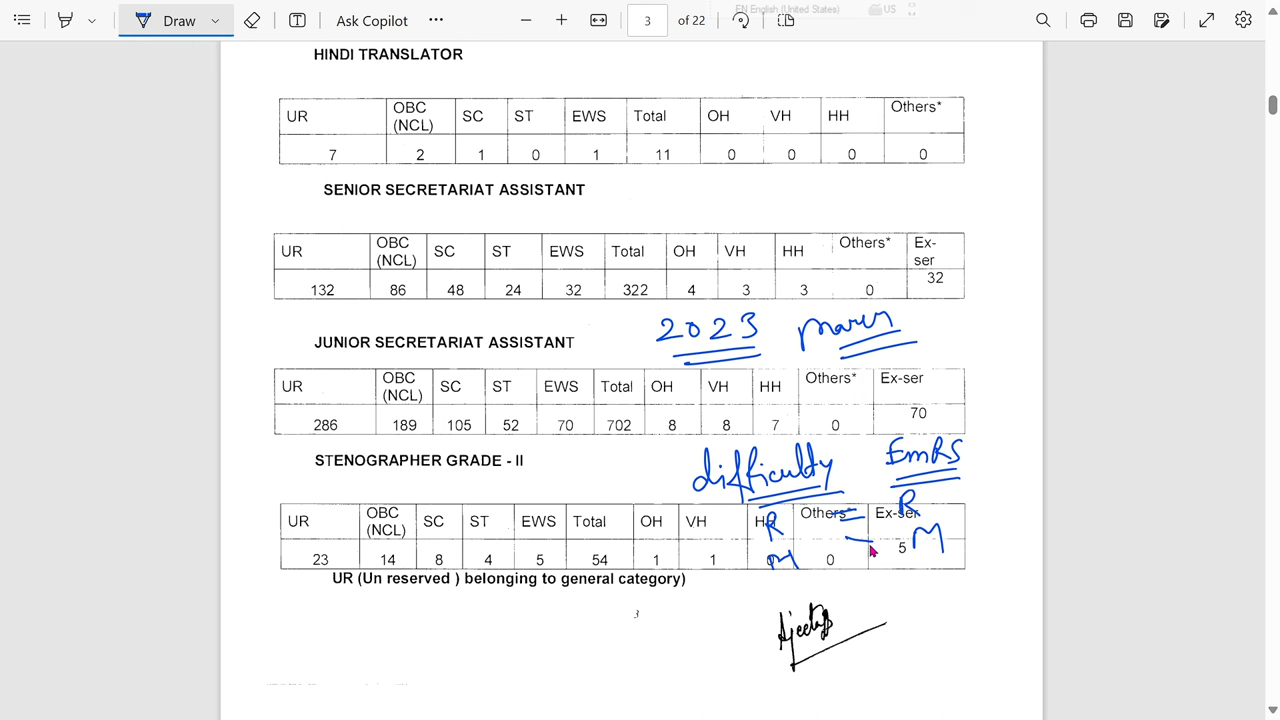 Draw
Ask Copilot
3 of 22
EN English (United States) US
HINDI TRANSLATOR
UR OBC (NCL) SC ST EWS Total OH VH HH Others*
7 2 1 0 1 11 0 0 0 0
SENIOR SECRETARIAT ASSISTANT
UR OBC (NCL) SC ST EWS Total OH VH HH Others* Ex-ser
132 86 48 24 32 322 4 3 3 0 32
2023
JUNIOR SECRETARIAT ASSISTANT
UR OBC (NCL) SC ST EWS Total OH VH HH Others* Ex-ser
286 189 105 52 70 702 8 8 7 0 70
STENOGRAPHER GRADE - II
difficulty EMRS
R R
M M
UR OBC (NCL) SC ST EWS Total OH VH HH Others* Ex-ser
23 14 8 4 5 54 1 1 0 5
UR (Un reserved ) belonging to general category)
3